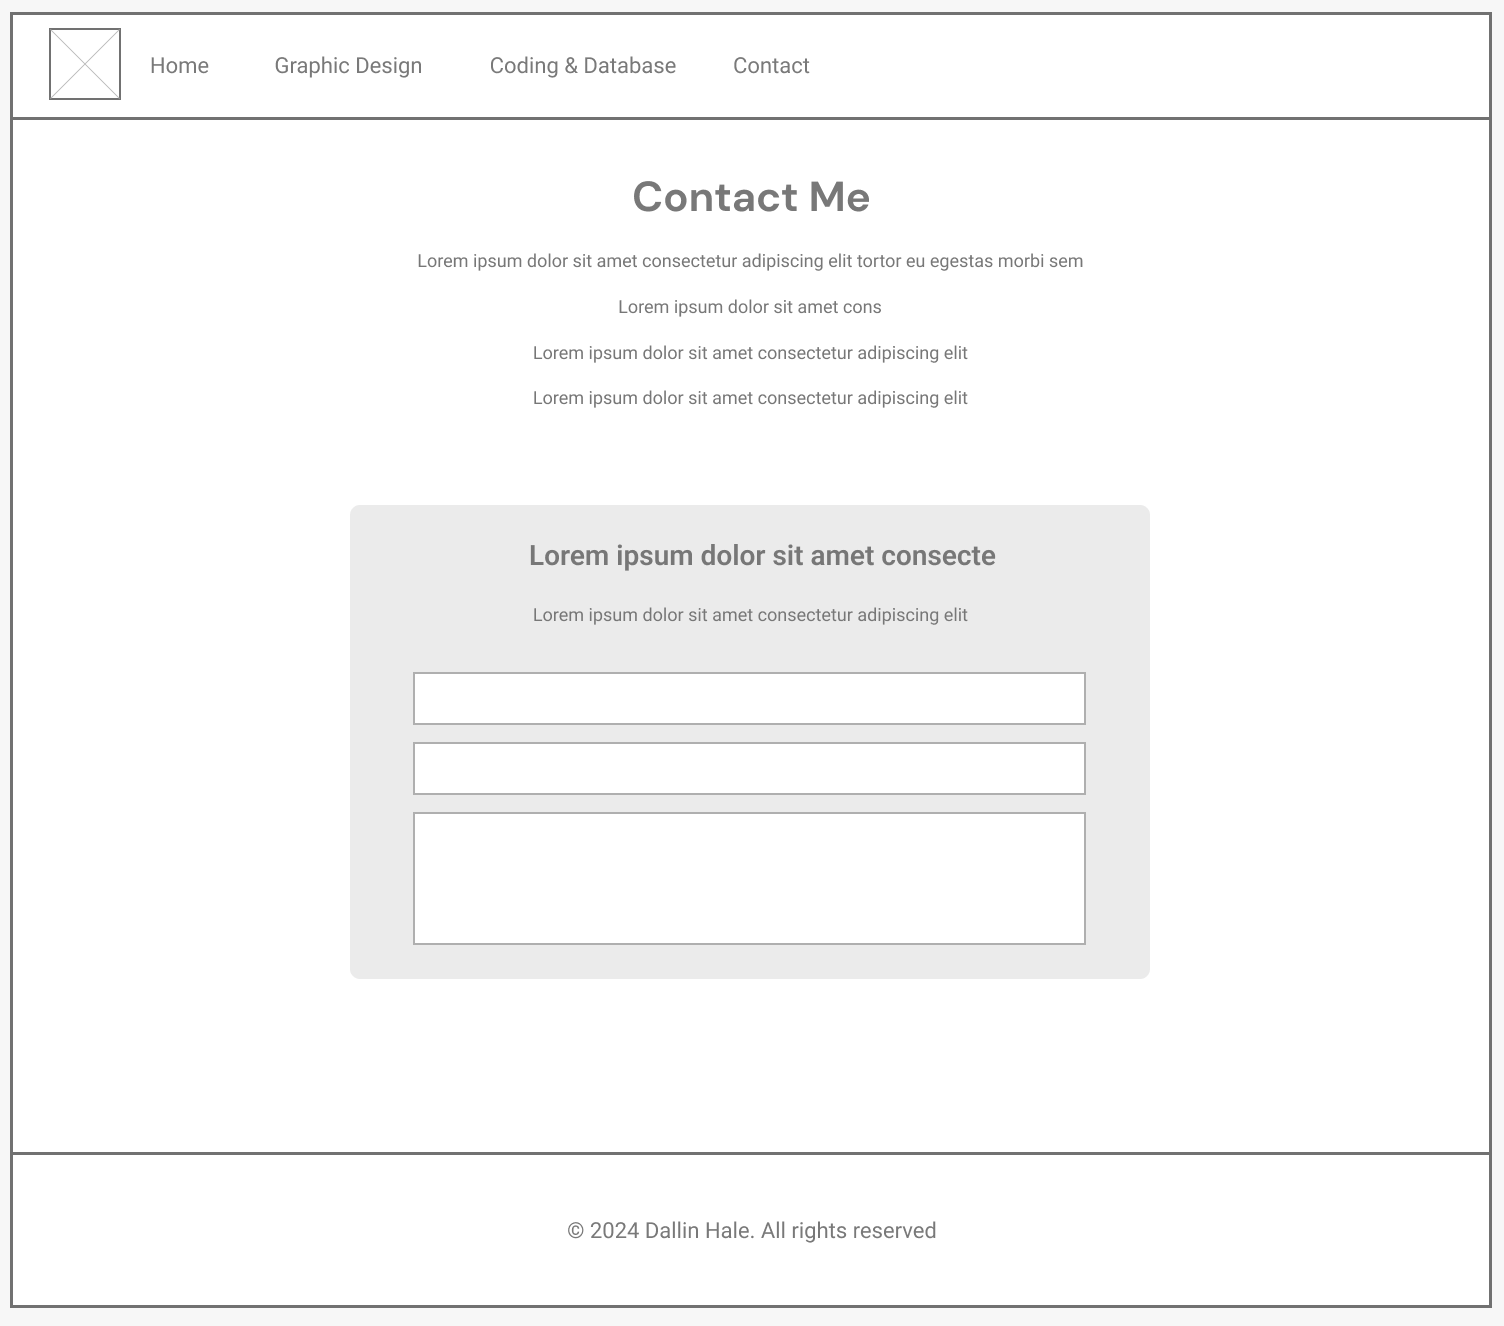 Home Graphic Design Coding & Database Contact
Contact Me
Lorem ipsum dolor sit amet consectetur adipiscing elit tortor eu egestas morbi sem
Lorem ipsum dolor sit amet cons
Lorem ipsum dolor sit amet consectetur adipiscing elit
Lorem ipsum dolor sit amet consectetur adipiscing elit
Lorem ipsum dolor sit amet consecte
Lorem ipsum dolor sit amet consectetur adipiscing elit
© 2024 Dallin Hale. All rights reserved